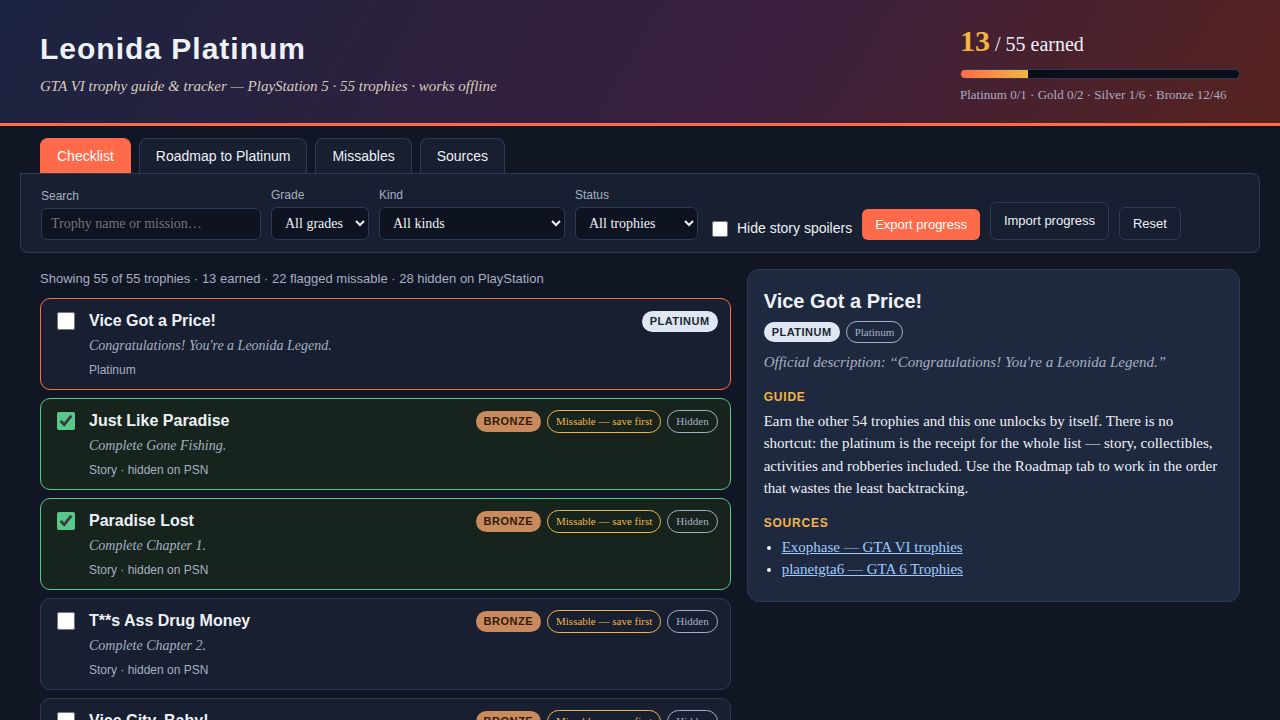 Leonida Platinum
GTA VI trophy guide & tracker — PlayStation 5 · 55 trophies · works offline
13 / 55 earned
Platinum 0/1 · Gold 0/2 · Silver 1/6 · Bronze 12/46
Checklist
Roadmap to Platinum
Missables
Sources
Search
Trophy name or mission…
Grade
All grades
Kind
All kinds
Status
All trophies
Hide story spoilers
Export progress
Import progress
Reset
Showing 55 of 55 trophies · 13 earned · 22 flagged missable · 28 hidden on PlayStation
Vice Got a Price!
PLATINUM
Congratulations! You're a Leonida Legend.
Platinum
Just Like Paradise
BRONZE
Missable — save first
Hidden
Complete Gone Fishing.
Story · hidden on PSN
Paradise Lost
BRONZE
Missable — save first
Hidden
Complete Chapter 1.
Story · hidden on PSN
T**s Ass Drug Money
BRONZE
Missable — save first
Hidden
Complete Chapter 2.
Story · hidden on PSN
Vice City, Baby!
BRONZE
Missable — save first
Hidden
Vice Got a Price!
PLATINUM
Platinum
Official description: “Congratulations! You're a Leonida Legend.”
GUIDE
Earn the other 54 trophies and this one unlocks by itself. There is no
shortcut: the platinum is the receipt for the whole list — story, collectibles,
activities and robberies included. Use the Roadmap tab to work in the order
that wastes the least backtracking.
SOURCES
• Exophase — GTA VI trophies
• planetgta6 — GTA 6 Trophies